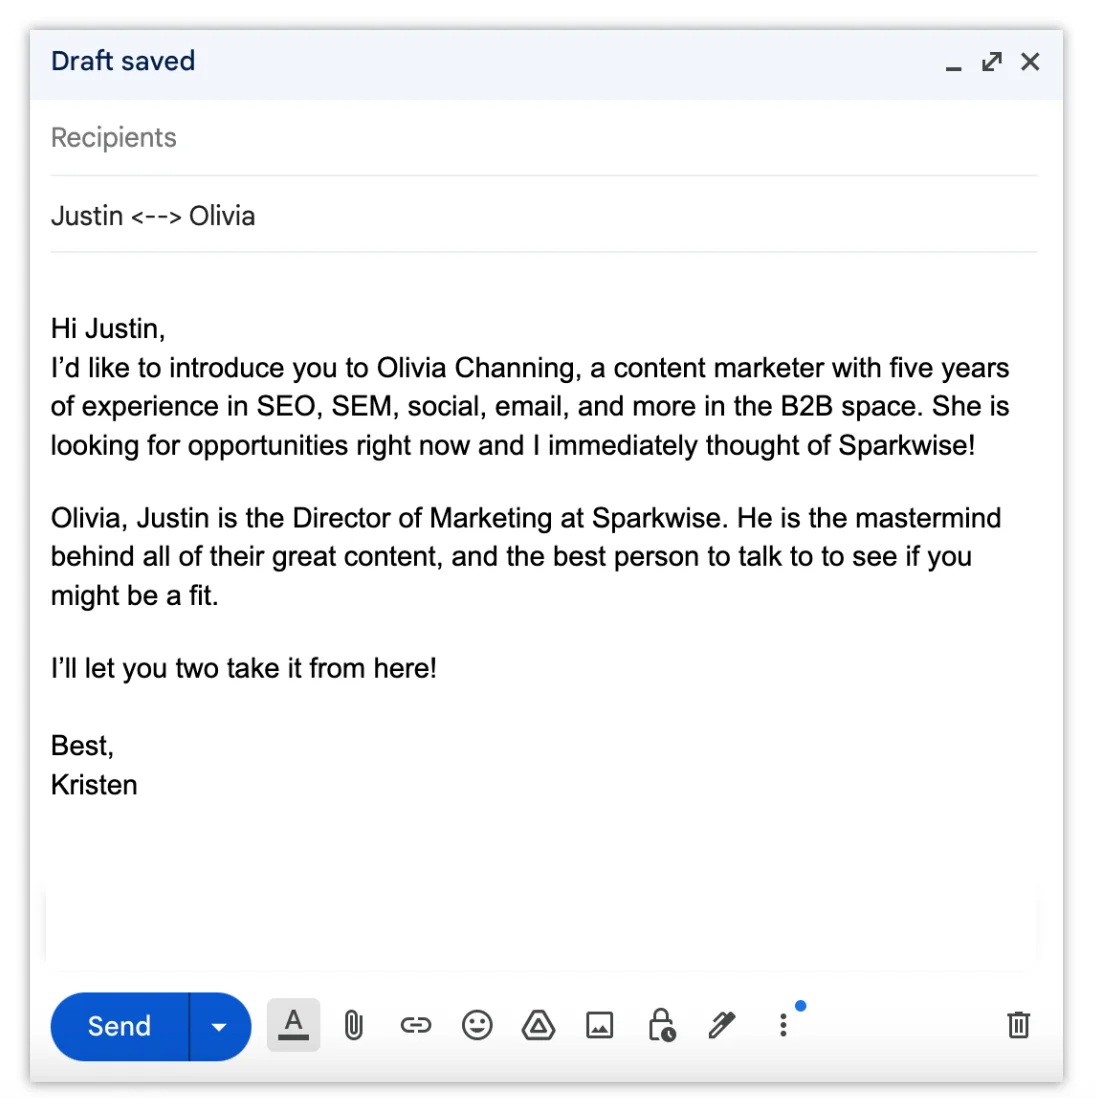 Draft saved
Recipients
Justin <--> Olivia
Hi Justin,
I’d like to introduce you to Olivia Channing, a content marketer with five years
of experience in SEO, SEM, social, email, and more in the B2B space. She is
looking for opportunities right now and I immediately thought of Sparkwise!
Olivia, Justin is the Director of Marketing at Sparkwise. He is the mastermind
behind all of their great content, and the best person to talk to to see if you
might be a fit.
I’ll let you two take it from here!
Best,
Kristen
Send
A